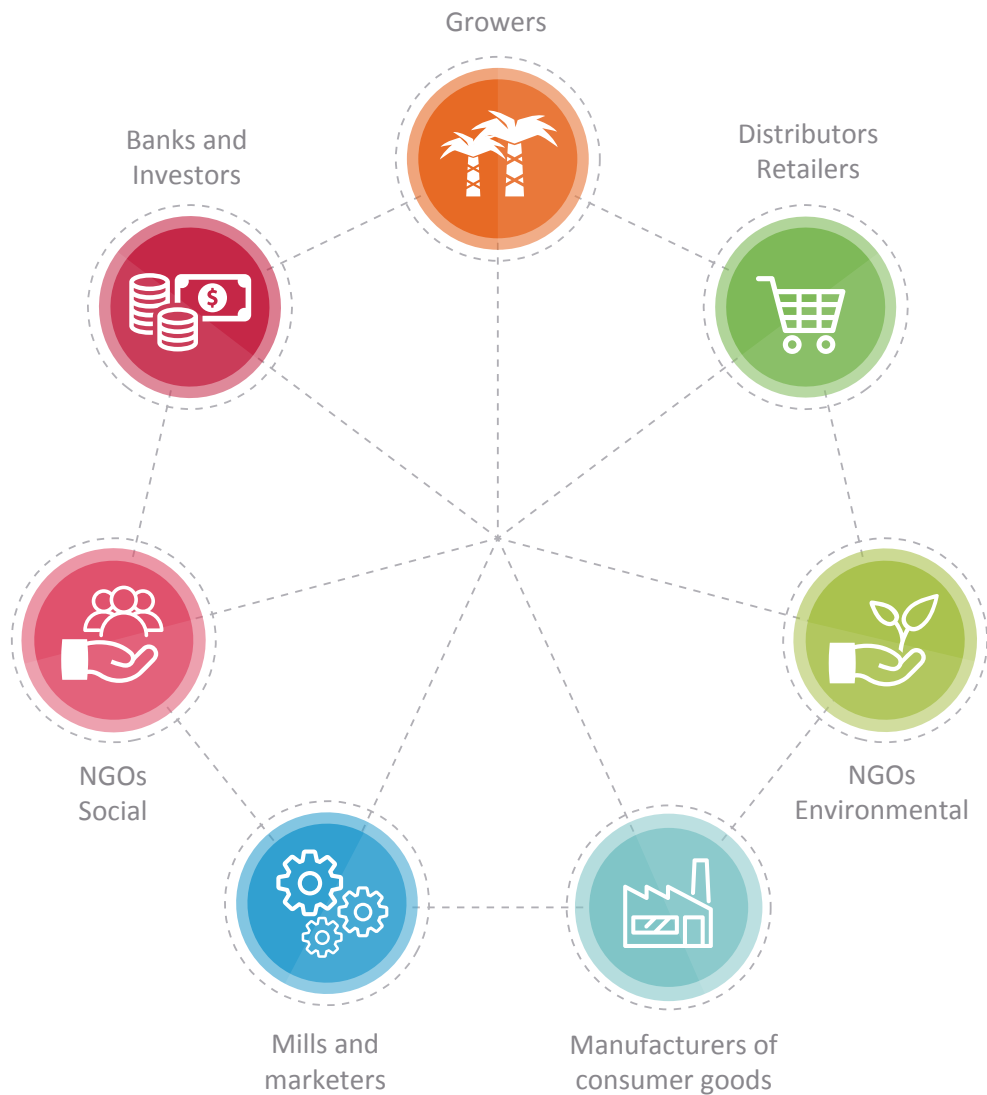 Growers
Banks and
Investors
Distributors
Retailers
$
NGOs
Social
NGOs
Environmental
Mills and
marketers
Manufacturers of
consumer goods